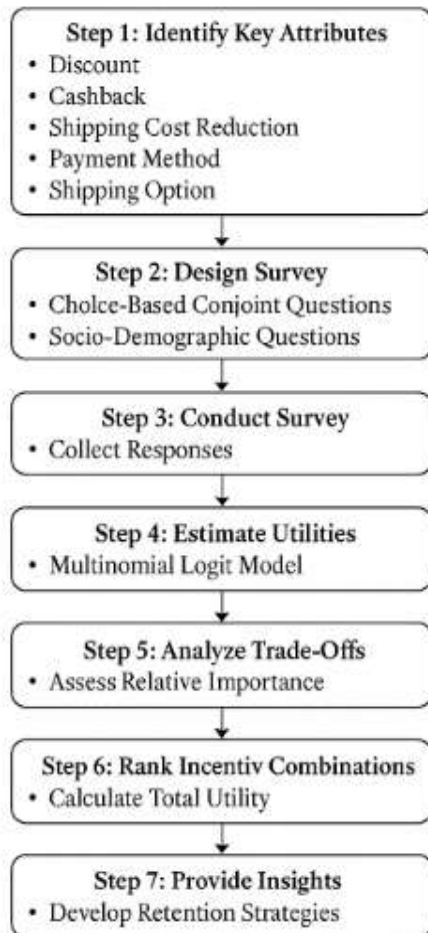 Step 1: Identify Key Attributes
• Discount
• Cashback
• Shipping Cost Reduction
• Payment Method
• Shipping Option
Step 2: Design Survey
• Cholce-Based Conjoint Questions
• Socio-Demographic Questions
Step 3: Conduct Survey
• Collect Responses
Step 4: Estimate Utilities
• Multinomial Logit Model
Step 5: Analyze Trade-Offs
• Assess Relative Importance
Step 6: Rank Incentiv Combinations
• Calculate Total Utility
Step 7: Provide Insights
• Develop Retention Strategies